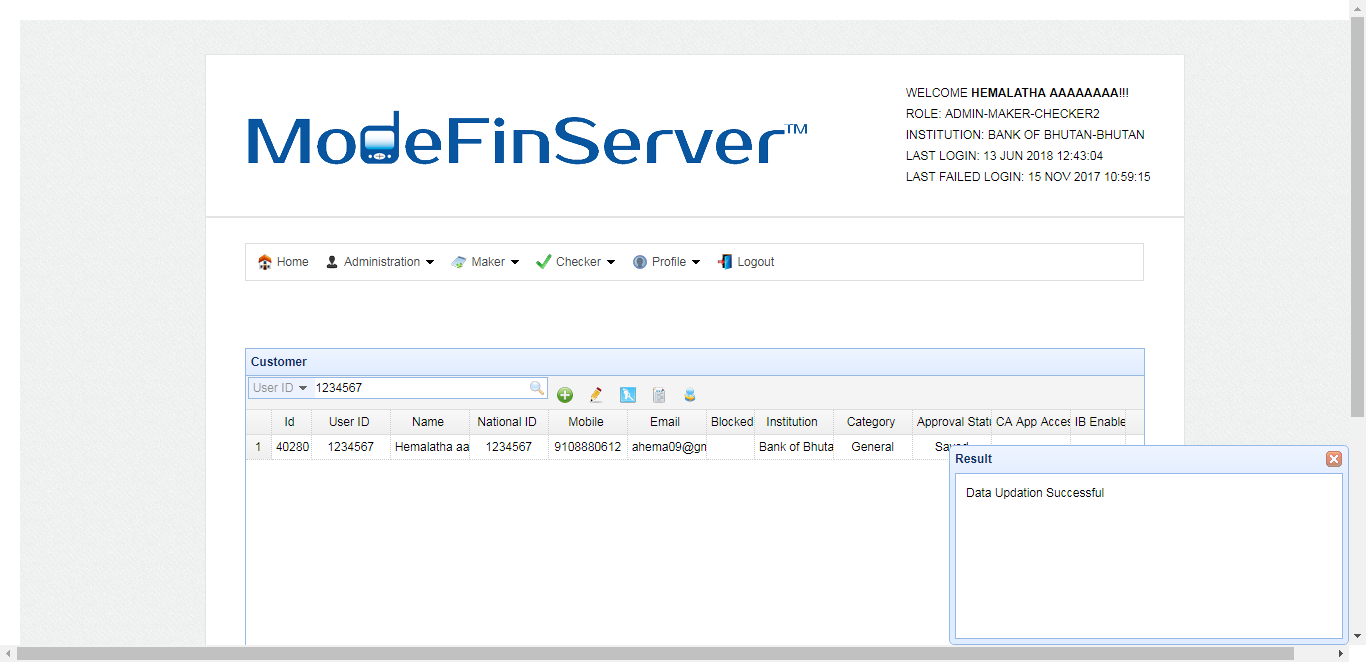 ModeFinServer™
WELCOME HEMALATHA AAAAAAAA!!!
ROLE: ADMIN-MAKER-CHECKER2
INSTITUTION: BANK OF BHUTAN-BHUTAN
LAST LOGIN: 13 JUN 2018 12:43:04
LAST FAILED LOGIN: 15 NOV 2017 10:59:15
Home Administration Maker Checker Profile Logout
Customer
User ID 1234567
Id User ID Name National ID Mobile Email Blocked Institution Category Approval Statu CA App Acces IB Enable
1 40280 1234567 Hemalatha aa 1234567 9108880612 ahema09@gm Bank of Bhuta General
Result
Data Updation Successful